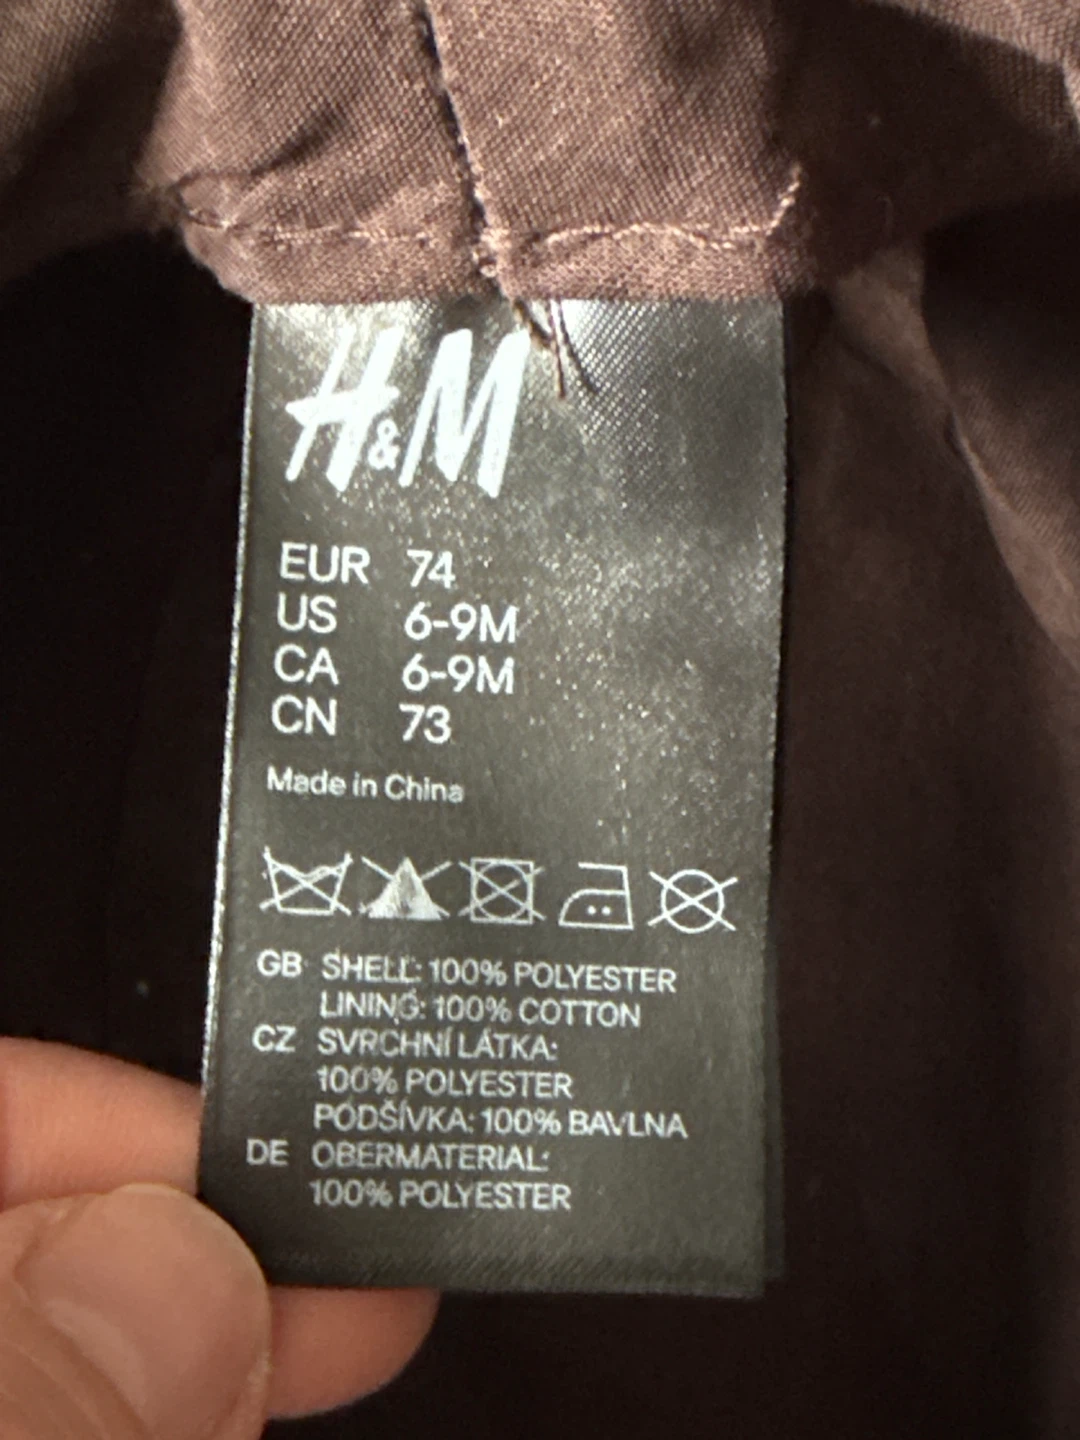 H&M
EUR 74
US 6-9M
CA 6-9M
CN 73
Made in China
GB SHELL: 100% POLYESTER
LINING: 100% COTTON
CZ SVRCHNÍ LÁTKA:
100% POLYESTER
PODŠÍVKA: 100% BAVLNA
DE OBERMATERIAL:
100% POLYESTER